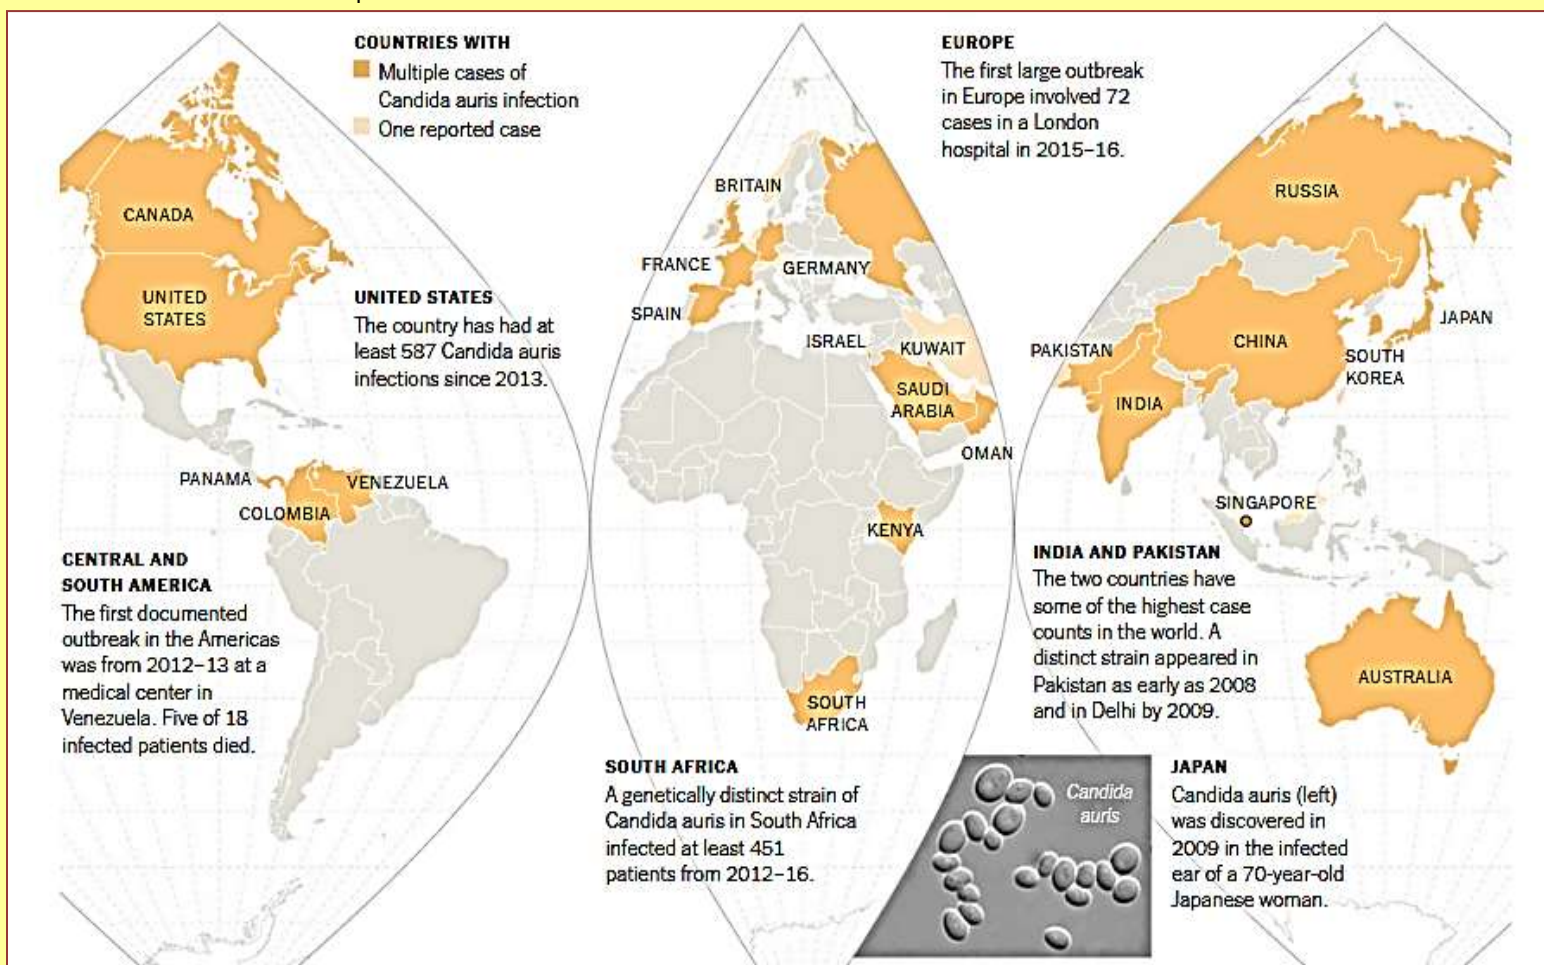 COUNTRIES WITH
Multiple cases of
Candida auris infection
One reported case
EUROPE
The first large outbreak
in Europe involved 72
cases in a London
hospital in 2015–16.
CANADA
UNITED
STATES
UNITED STATES
The country has had at
least 587 Candida auris
infections since 2013.
PANAMA
VENEZUELA
COLOMBIA
CENTRAL AND
SOUTH AMERICA
The first documented
outbreak in the Americas
was from 2012–13 at a
medical center in
Venezuela. Five of 18
infected patients died.
BRITAIN
FRANCE
GERMANY
SPAIN
ISRAEL
KUWAIT
SAUDI
ARABIA
OMAN
KENYA
SOUTH
AFRICA
SOUTH AFRICA
A genetically distinct strain of
Candida auris in South Africa
infected at least 451
patients from 2012–16.
RUSSIA
JAPAN
CHINA
PAKISTAN
SOUTH
KOREA
INDIA
SINGAPORE
INDIA AND PAKISTAN
The two countries have
some of the highest case
counts in the world. A
distinct strain appeared in
Pakistan as early as 2008
and in Delhi by 2009.
AUSTRALIA
Candida
auris
JAPAN
Candida auris (left)
was discovered in
2009 in the infected
ear of a 70-year-old
Japanese woman.